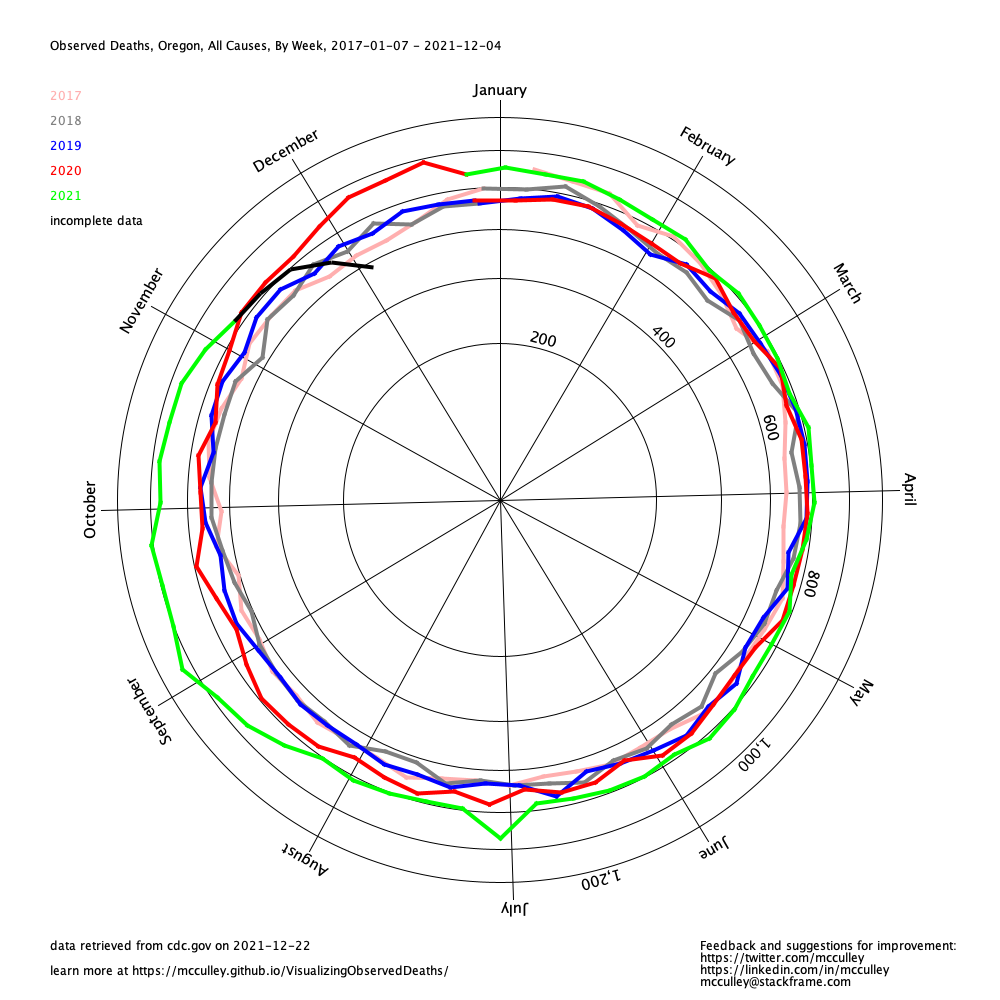 Observed Deaths, Oregon, All Causes, By Week, 2017-01-07 - 2021-12-04
2017
2018
2019
2020
2021
incomplete data
January
February
March
April
May
June
July
August
September
October
November
December
200
400
600
800
1,000
1,200
data retrieved from cdc.gov on 2021-12-22
learn more at https://mcculley.github.io/VisualizingObservedDeaths/
Feedback and suggestions for improvement:
https://twitter.com/mcculley
https://linkedin.com/in/mcculley
mcculley@stackframe.com